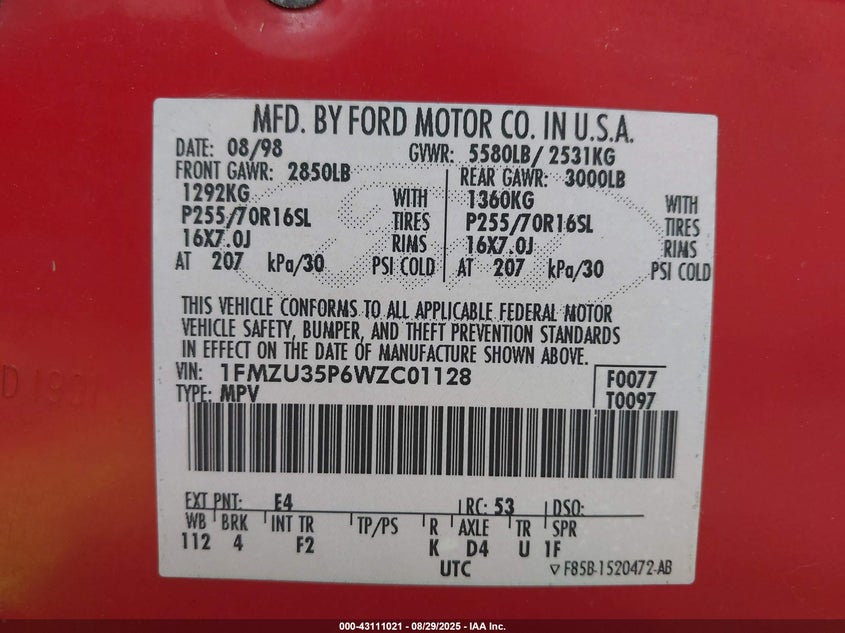 MFD. BY FORD MOTOR CO. IN U.S.A.
DATE: 08/98 GVWR: 5580LB/ 2531KG
FRONT GAWR: 2850LB REAR GAWR: 3000LB
1292KG WITH 1360KG WITH
P255/70R16SL TIRES P255/70R16SL TIRES
16X7.0J RIMS 16X7.0J RIMS
AT 207 kPa/30 PSI COLD AT 207 kPa/30 PSI COLD
THIS VEHICLE CONFORMS TO ALL APPLICABLE FEDERAL MOTOR
VEHICLE SAFETY, BUMPER, AND THEFT PREVENTION STANDARDS
IN EFFECT ON THE DATE OF MANUFACTURE SHOWN ABOVE.
VIN: 1FMZU35P6WZC01128 F0077
TYPE: MPV T0097
EXT PNT: E4 RC: 53 DSO:
WB BRK INT TR TP/PS R AXLE TR SPR
112 4 F2 K D4 U 1F
UTC ▽ F85B-1520472-AB
000-43111021 - 08/29/2025 - IAA Inc.